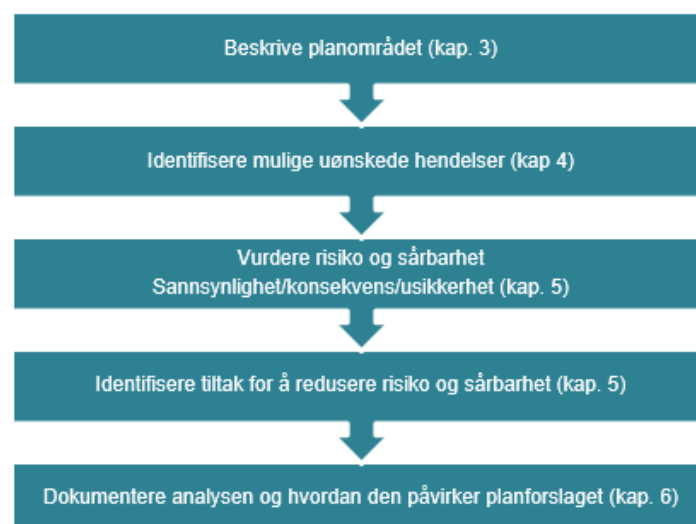 Beskrive planområdet (kap. 3)
Identifisere mulige uønskede hendelser (kap 4)
Vurdere risiko og sårbarhet
Sannsynlighet/konsekvens/usikkerhet (kap. 5)
Identifisere tiltak for å redusere risiko og sårbarhet (kap. 5)
Dokumentere analysen og hvordan den påvirker planforslaget (kap. 6)